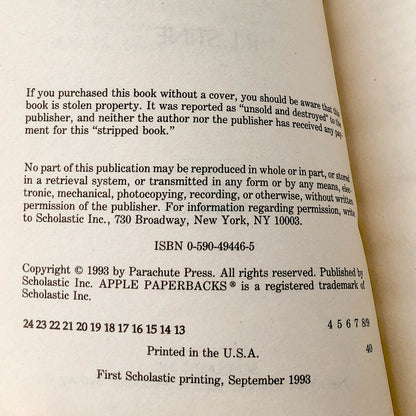 If you purchased this book without a cover, you should be aware that this
book is stolen property. It was reported as "unsold and destroyed" to the
publisher, and neither the author nor the publisher has received any pay-
ment for this "stripped book."
No part of this publication may be reproduced in whole or in part, or stored
in a retrieval system, or transmitted in any form or by any means, elec-
tronic, mechanical, photocopying, recording, or otherwise, without written
permission of the publisher. For information regarding permission, write
to Scholastic Inc., 730 Broadway, New York, NY 10003.
ISBN 0-590-49446-5
Copyright © 1993 by Parachute Press. All rights reserved. Published by
Scholastic Inc. APPLE PAPERBACKS ® is a registered trademark of
Scholastic Inc.
24 23 22 21 20 19 18 17 16 15 14 13 4 5 6 7 8/9
Printed in the U.S.A. 40
First Scholastic printing, September 1993